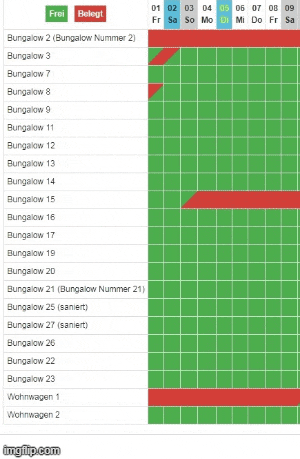 Frei Belegt 01 02 03 04 05 06 07 08 09
Fr Sa So Mo Di Mi Do Fr Sa
Bungalow 2 (Bungalow Nummer 2)
Bungalow 3
Bungalow 7
Bungalow 8
Bungalow 9
Bungalow 11
Bungalow 12
Bungalow 13
Bungalow 14
Bungalow 15
Bungalow 16
Bungalow 17
Bungalow 19
Bungalow 20
Bungalow 21 (Bungalow Nummer 21)
Bungalow 25 (saniert)
Bungalow 27 (saniert)
Bungalow 26
Bungalow 22
Bungalow 23
Wohnwagen 1
Wohnwagen 2
imgflip.com